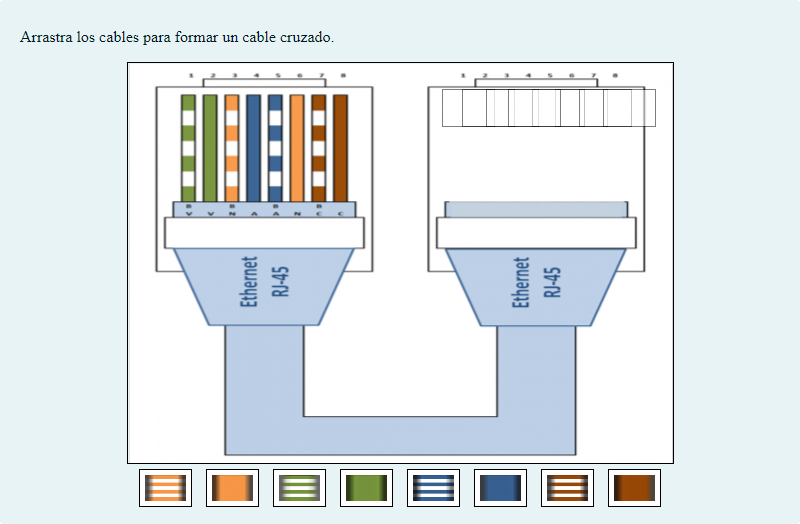 Arrastra los cables para formar un cable cruzado.
1 2 3 4 5 6 7 8
1 2 3 4 5 6 7 8
B B B B
V V N A A N C C
Ethernet
RJ-45
Ethernet
RJ-45